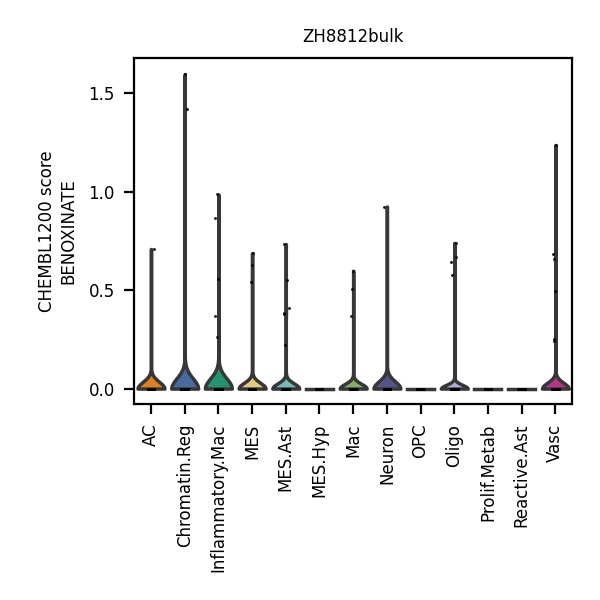 ZH8812bulk
CHEMBL1200 score
BENOXINATE
1.5
1.0
0.5
0.0
AC
Chromatin.Reg
Inflammatory.Mac
MES
MES.Ast
MES.Hyp
Mac
Neuron
OPC
Oligo
Prolif.Metab
Reactive.Ast
Vasc